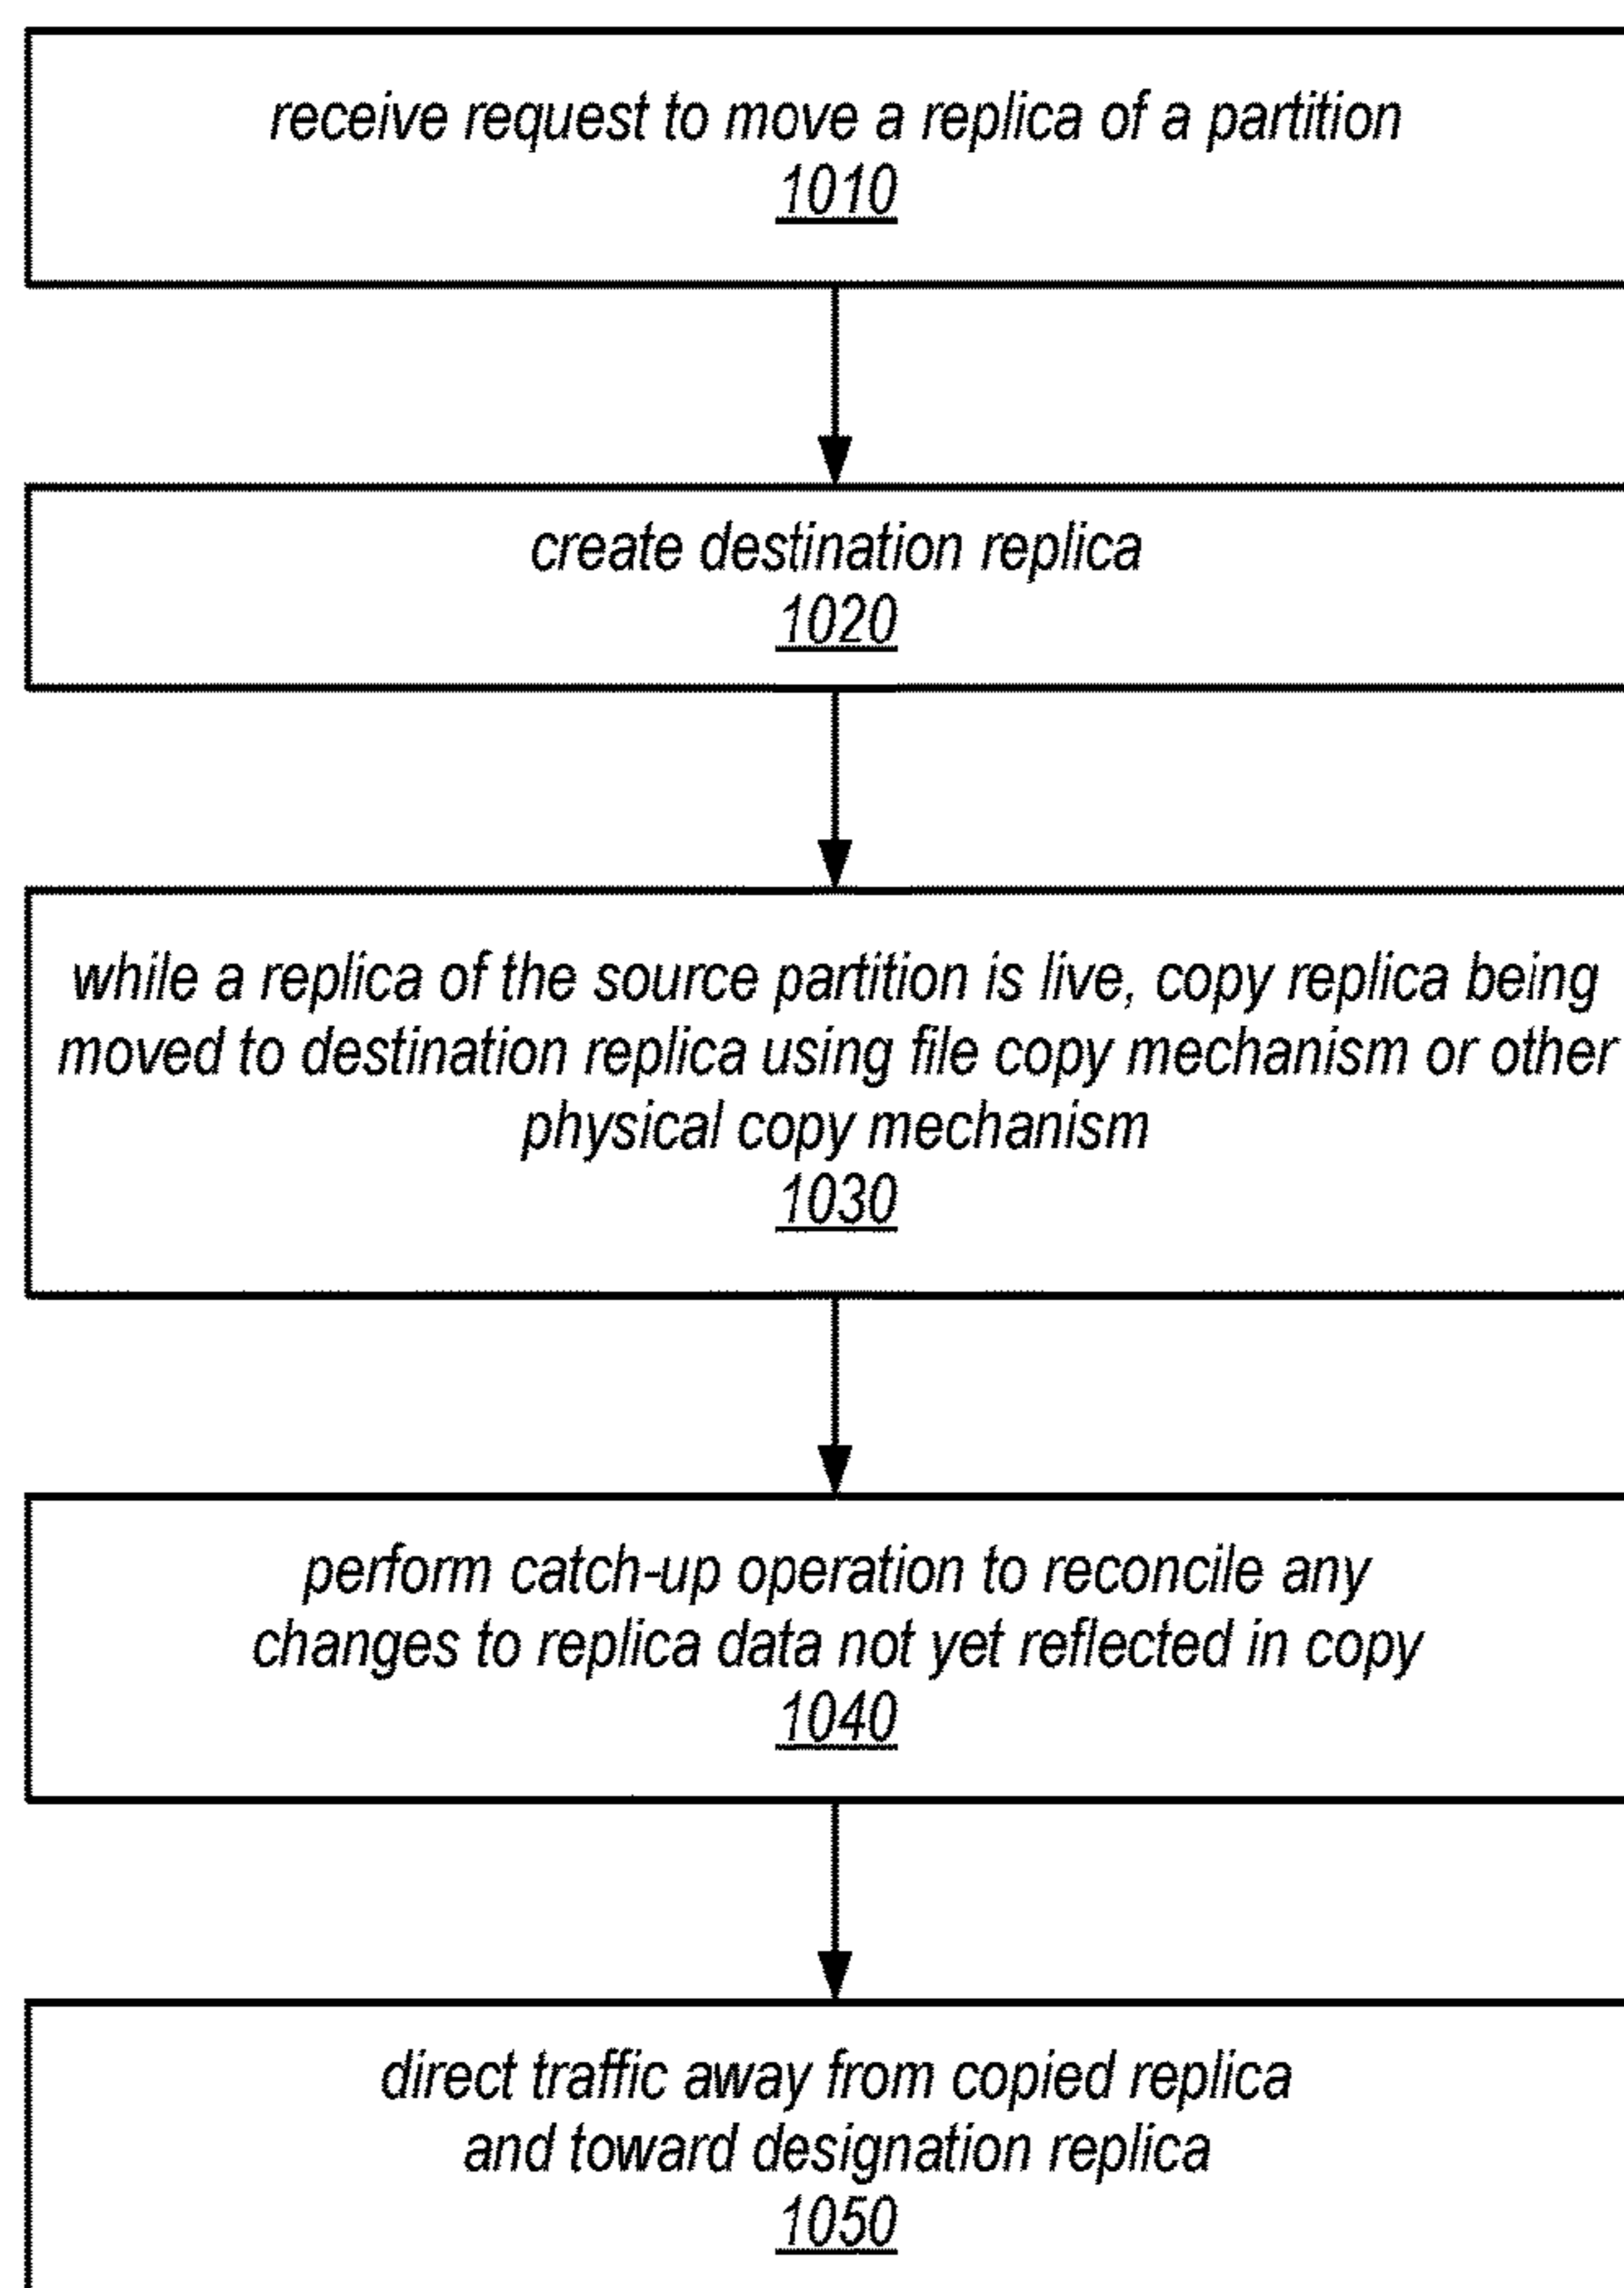 receive request to move a replica of a partition
1010
create destination replica
1020
while a replica of the source partition is live, copy replica being
moved to destination replica using file copy mechanism or other
physical copy mechanism
1030
perform catch-up operation to reconcile any
changes to replica data not yet reflected in copy
1040
direct traffic away from copied replica
and toward designation replica
1050